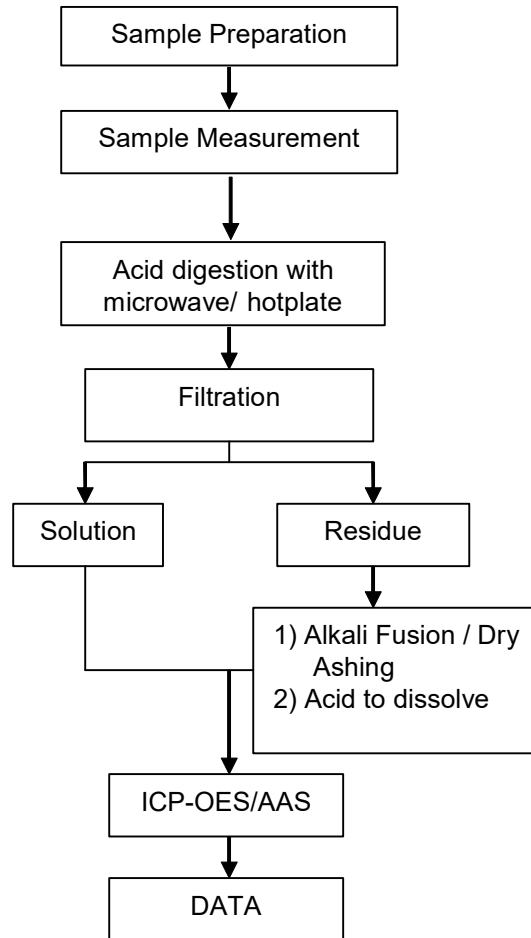 Sample Preparation
Sample Measurement
Acid digestion with
microwave/ hotplate
Filtration
Solution
Residue
1) Alkali Fusion / Dry
Ashing
2) Acid to dissolve
ICP-OES/AAS
DATA